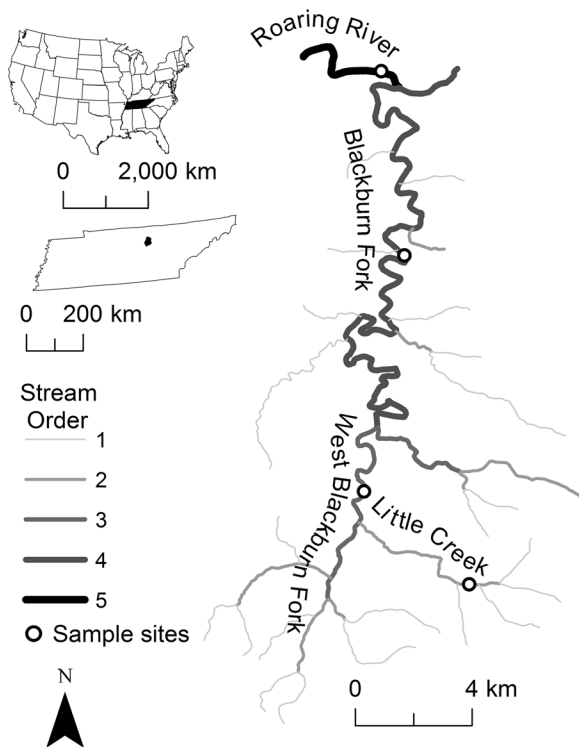 Roaring River
Blackburn Fork
0 2,000 km
0 200 km
Stream
Order
1
2
3
4
5
Sample sites
N
West Blackburn Fork
Little Creek
0 4 km